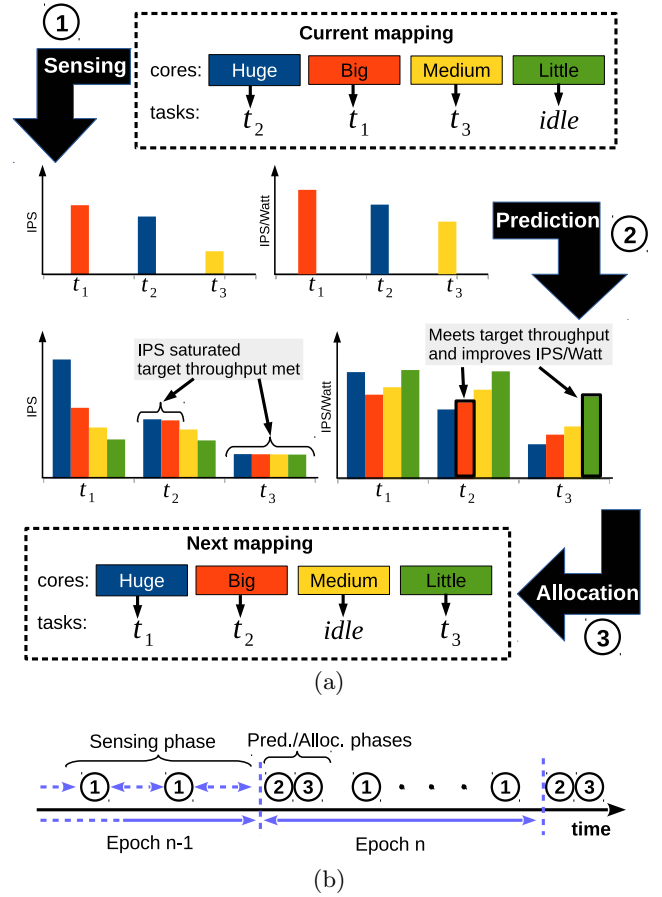 1
Current mapping
Sensing
cores: Huge Big Medium Little
tasks: t2 t1 t3 idle
IPS
t1 t2 t3
IPS/Watt
t1 t2 t3
Prediction
2
IPS saturated
target throughput met
Meets target throughput
and improves IPS/Watt
IPS
t1 t2 t3
IPS/Watt
t1 t2 t3
Next mapping
cores: Huge Big Medium Little
tasks: t1 t2 idle t3
Allocation
3
(a)
Sensing phase
Pred./Alloc. phases
1 1 2 3 1 . . . 1 2 3
time
Epoch n-1 Epoch n
(b)